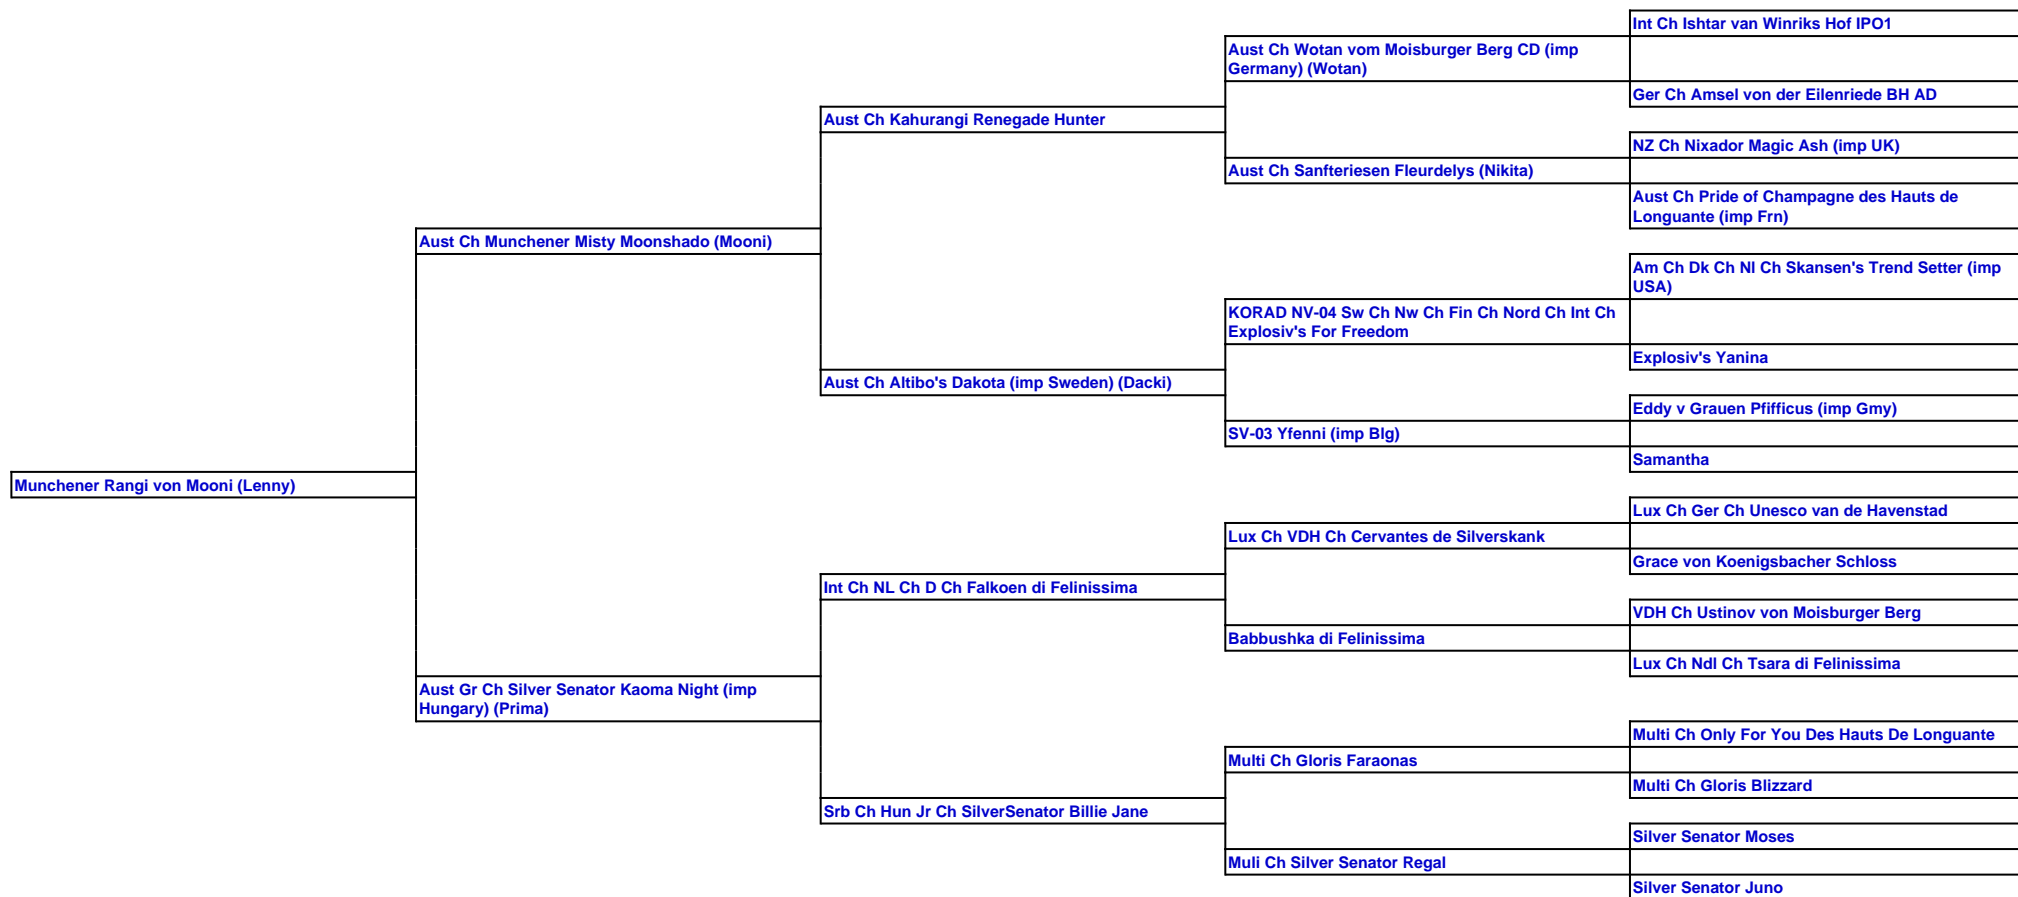 Int Ch Ishtar van Winriks Hof IPO1
Aust Ch Wotan vom Moisburger Berg CD (imp
Germany) (Wotan)
Ger Ch Amsel von der Eilenriede BH AD
Aust Ch Kahurangi Renegade Hunter
NZ Ch Nixador Magic Ash (imp UK)
Aust Ch Sanfteriesen Fleurdelys (Nikita)
Aust Ch Pride of Champagne des Hauts de
Longuante (imp Frn)
Aust Ch Munchener Misty Moonshado (Mooni)
Am Ch Dk Ch Nl Ch Skansen's Trend Setter (imp
USA)
KORAD NV-04 Sw Ch Nw Ch Fin Ch Nord Ch Int Ch
Explosiv's For Freedom
Explosiv's Yanina
Aust Ch Altibo's Dakota (imp Sweden) (Dacki)
Eddy v Grauen Pfifficus (imp Gmy)
SV-03 Yfenni (imp Blg)
Samantha
Munchener Rangi von Mooni (Lenny)
Lux Ch Ger Ch Unesco van de Havenstad
Lux Ch VDH Ch Cervantes de Silverskank
Grace von Koenigsbacher Schloss
Int Ch NL Ch D Ch Falkoen di Felinissima
VDH Ch Ustinov von Moisburger Berg
Babbushka di Felinissima
Lux Ch Ndl Ch Tsara di Felinissima
Aust Gr Ch Silver Senator Kaoma Night (imp
Hungary) (Prima)
Multi Ch Only For You Des Hauts De Longuante
Multi Ch Gloris Faraonas
Multi Ch Gloris Blizzard
Srb Ch Hun Jr Ch SilverSenator Billie Jane
Silver Senator Moses
Muli Ch Silver Senator Regal
Silver Senator Juno